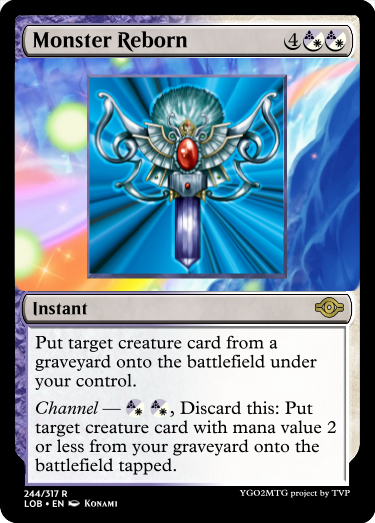 Monster Reborn 4
Instant
Put target creature card from a
graveyard onto the battlefield under
your control.
Channel — , Discard this: Put
target creature card with mana value 2
or less from your graveyard onto the
battlefield tapped.
244/317 R
LOB • EN Konami
YGO2MTG project by TVP